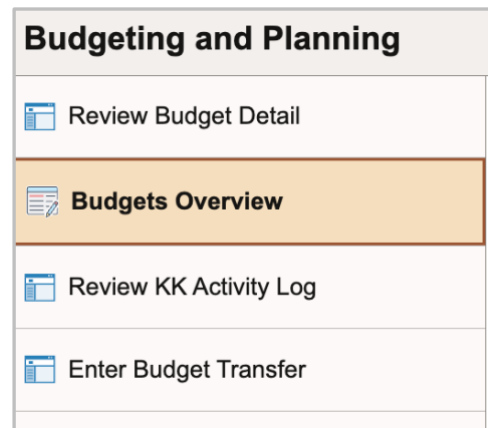 Budgeting and Planning
Review Budget Detail
Budgets Overview
Review KK Activity Log
Enter Budget Transfer